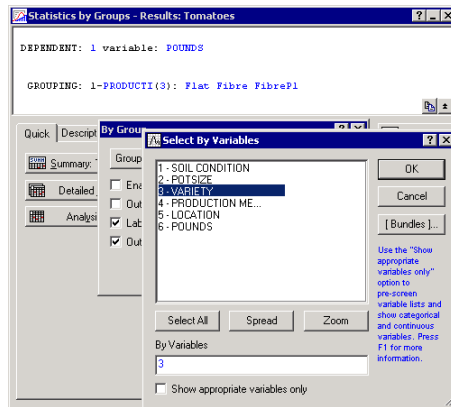 Statistics by Groups - Results: Tomatoes
DEPENDENT: 1 variable: POUNDS
GROUPING: 1-PRODUCTI(3): Flat Fibre FibrePl
Quick
Descript
Summary:
Detailed
Analysi
By Group
Group
Ena
Out
Lab
Out
Select By Variables
1 - SOIL CONDITION
2 - POTSIZE
3 - VARIETY
4 - PRODUCTION ME...
5 - LOCATION
6 - POUNDS
OK
Cancel
[ Bundles ]...
Use the "Show
appropriate
variables only"
option to
pre-screen
variable lists and
show categorical
and continuous
variables. Press
F1 for more
information.
Select All
Spread
Zoom
By Variables
3
Show appropriate variables only